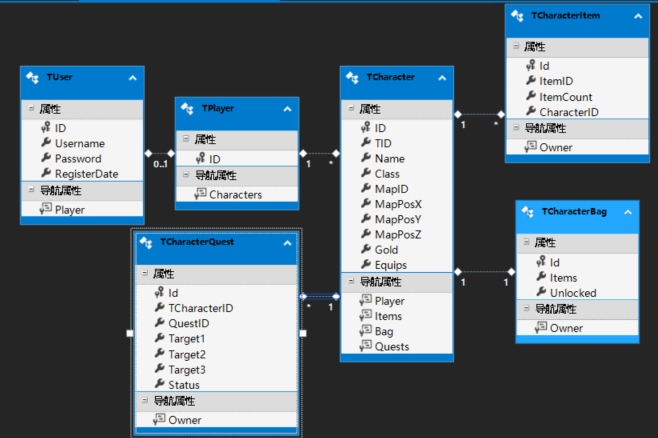 TUser
属性
ID
Username
Password
RegisterDate
导航属性
Player
0..1
TPlayer
属性
ID
导航属性
Characters
1
*
TCharacter
属性
ID
TID
Name
Class
MapID
MapPosX
MapPosY
MapPosZ
Gold
Equips
导航属性
Player
Items
Bag
Quests
1
*
TCharacterItem
属性
Id
ItemID
ItemCount
CharacterID
导航属性
Owner
1
1
TCharacterBag
属性
Id
Items
Unlocked
导航属性
Owner
TCharacterQuest
属性
Id
TCharacterID
QuestID
Target1
Target2
Target3
Status
导航属性
Owner
*
1